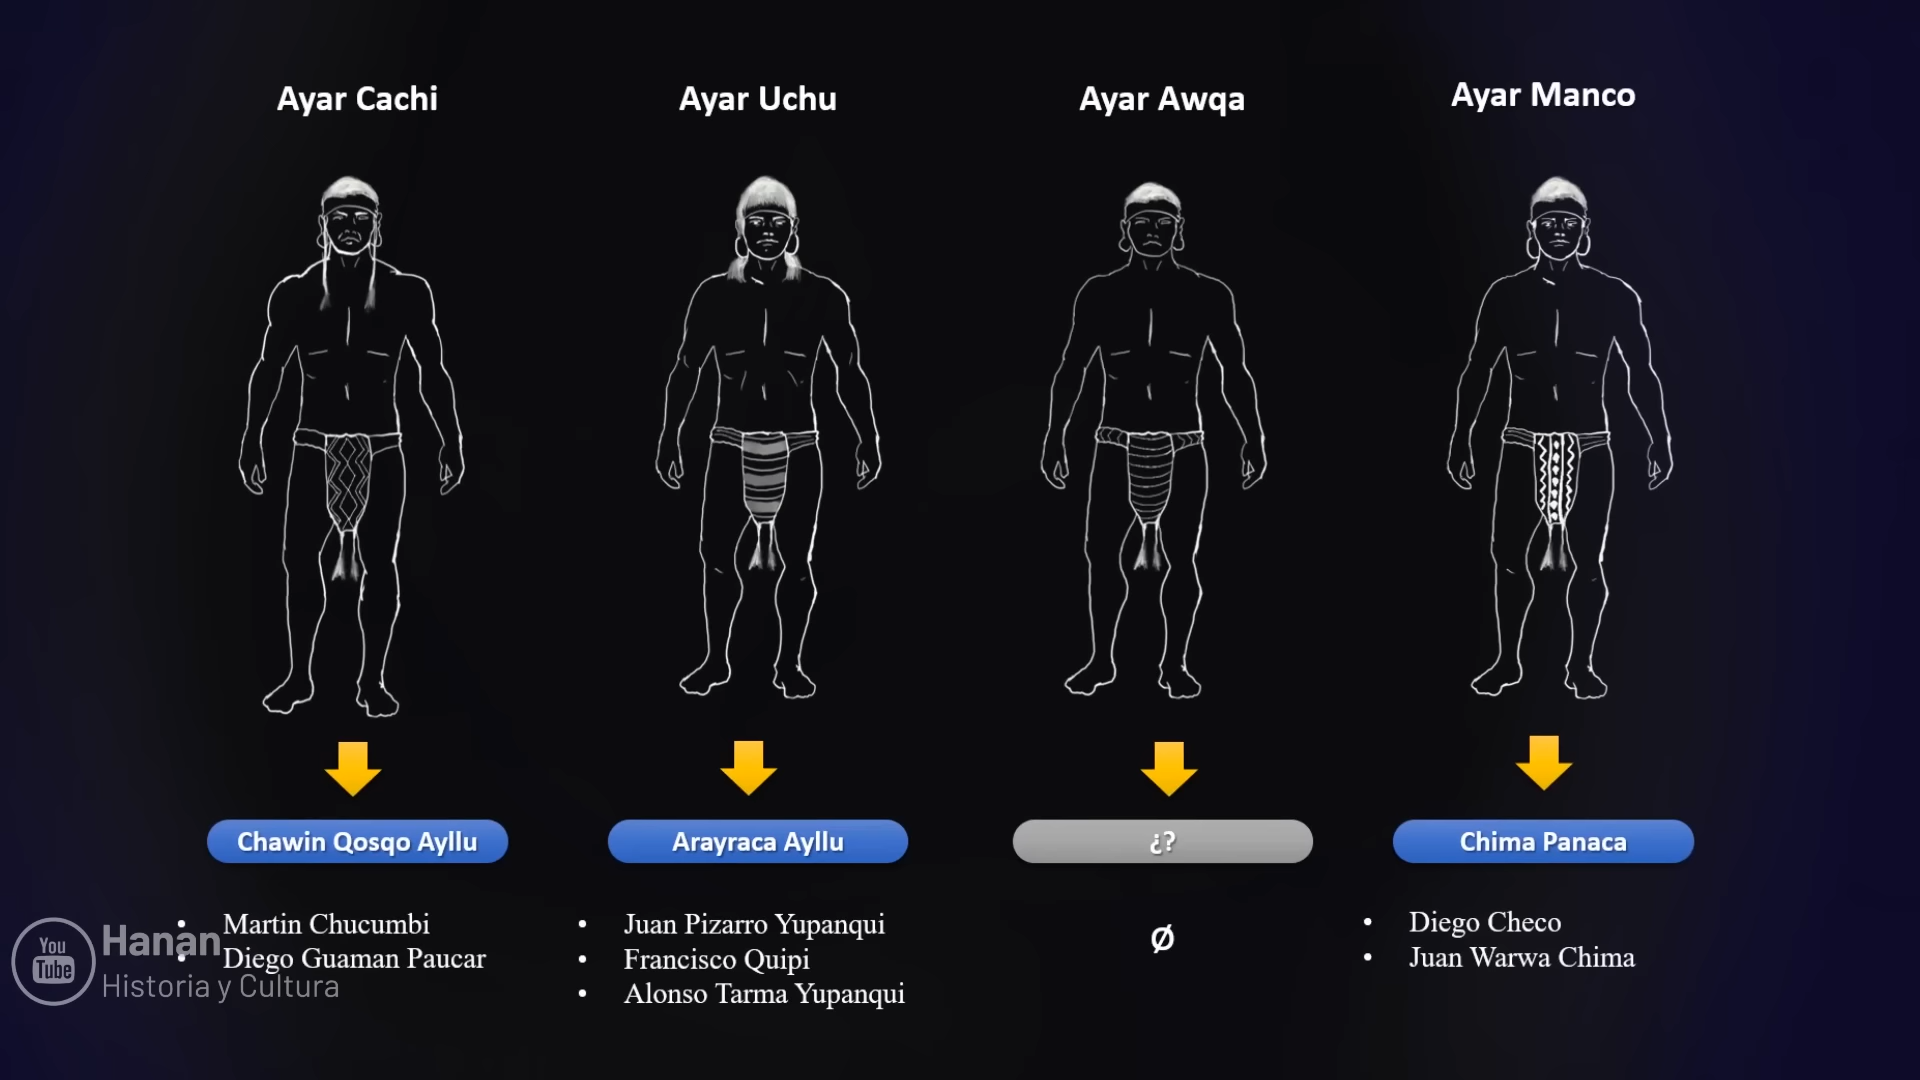 Ayar Cachi
Ayar Uchu
Ayar Awqa
Ayar Manco
Chawin Qosqo Ayllu
Arayraca Ayllu
¿?
Chima Panaca
• Martin Chucumbi
• Diego Guaman Paucar
• Juan Pizarro Yupanqui
• Francisco Quipi
• Alonso Tarma Yupanqui
Ø
• Diego Checo
• Juan Warwa Chima
You
Tube
Hanan
Historia y Cultura